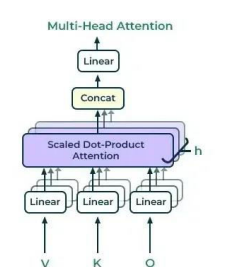 Multi-Head Attention
Linear
Concat
Scaled Dot-Product
Attention
h
Linear Linear Linear
V K Q